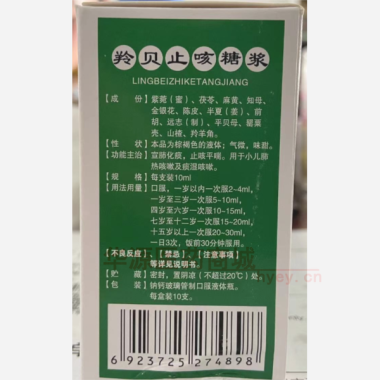 羚贝止咳糖浆
LINGBEIZHIKETANGJIANG
【成　份】紫菀（蜜）、茯苓、麻黄、知母、
金银花、陈皮、半夏（姜）、前
胡、远志（制）、平贝母、罂粟
壳、山楂、羚羊角。
【性　状】本品为棕褐色的液体；气微，味甜。
【功能主治】宣肺化痰，止咳平喘。用于小儿肺
热咳嗽及痰湿咳嗽。
【规　格】每支装10ml
【用法用量】口服，一岁以内一次服2~4ml，
一岁至三岁一次服5~10ml，
四岁至六岁一次服10~15ml，
七岁至十二岁一次服15~20ml，
十五岁以上一次服20~30ml，
一日3次，饭前30分钟服用。
【不良反应】、【禁忌】、【注意事项】
等详见说明书。
【贮　藏】密封，置阴凉（不超过20℃）处。
【包　装】钠钙玻璃管制口服液体瓶。
每盒装10支。
6 923725 274898